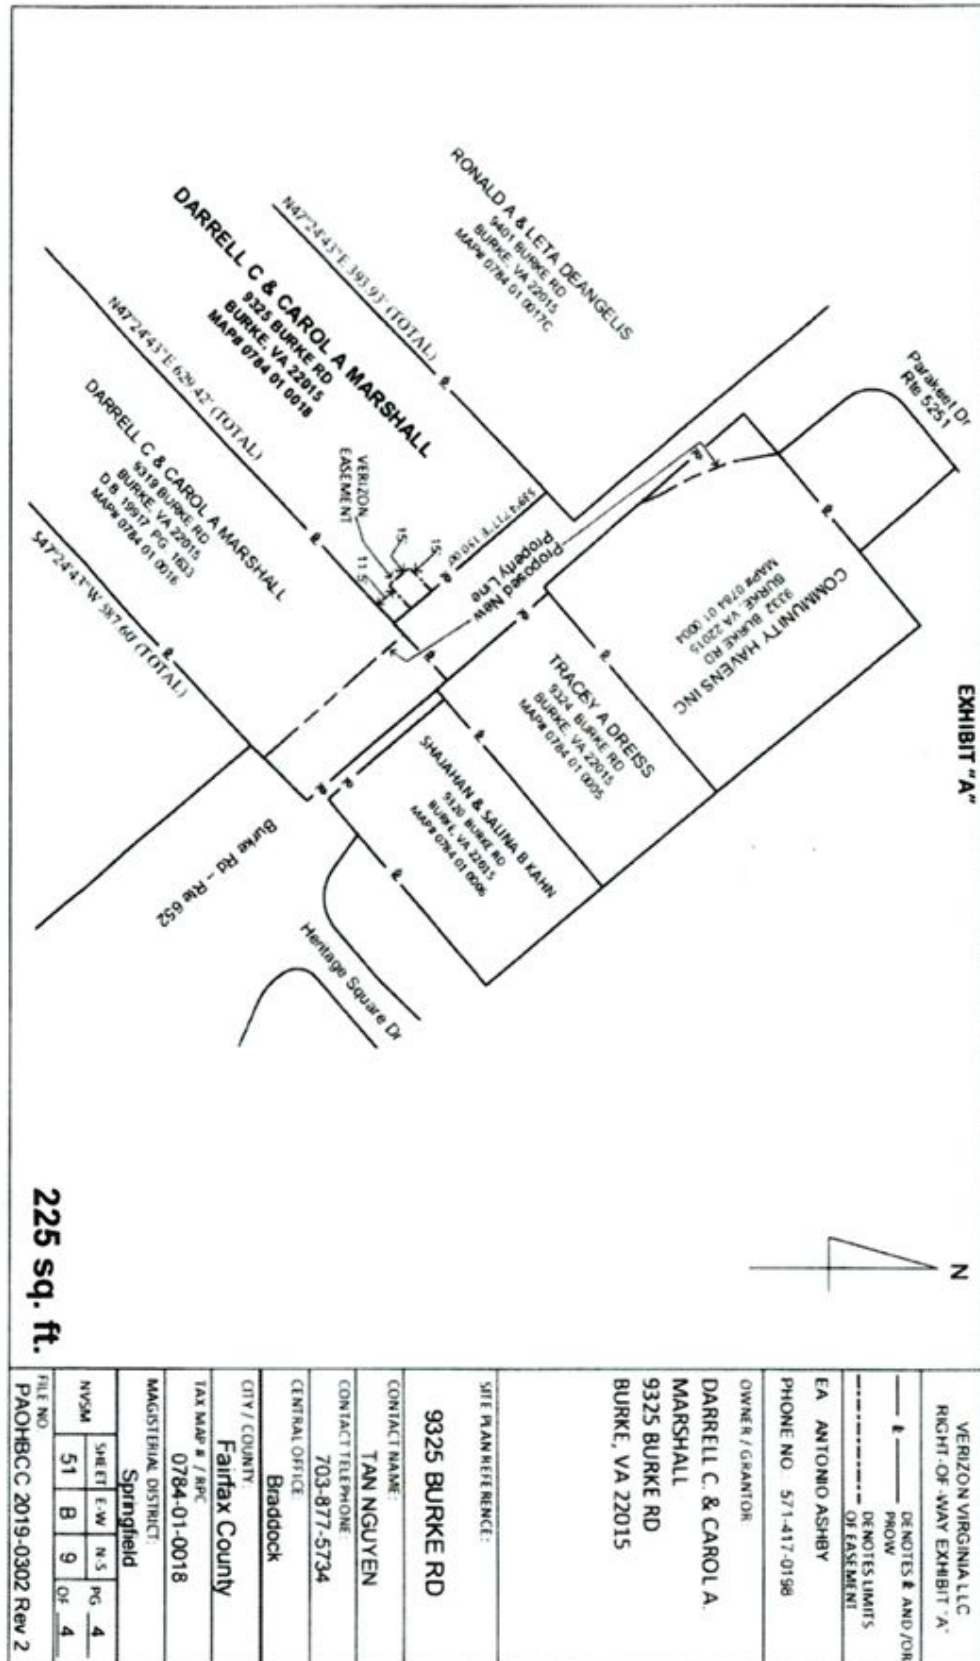 EXHIBIT "A"
N
Parakeet Dr
Rte 5251
RONALD A & LETA DEANGELIS
9401 BURKE RD
BURKE, VA 22015
MAP# 0784 01 0017C
N47°24'43"E 393.93' (TOTAL)
DARRELL C & CAROL A MARSHALL
9325 BURKE RD
BURKE, VA 22015
MAP# 0784 01 0018
N47°24'43"E 629.42' (TOTAL)
DARRELL C & CAROL A MARSHALL
9319 BURKE RD
BURKE, VA 22015
D.B. 19917 PG. 1633
MAP# 0784 01 0016
S47°24'43"W 587.60' (TOTAL)
VERIZON
EASEMENT
15'
15'
11.5'
150.00'
Proposed New
Property Line
COMMUNITY HAVENS INC
9332 BURKE RD
BURKE, VA 22015
MAP# 0784 01 0004
TRACEY A DREISS
9324 BURKE RD
BURKE, VA 22015
MAP# 0784 01 0005
SHAJAHAN & SALINA B KAHN
9320 BURKE RD
BURKE, VA 22015
MAP# 0784 01 0006
Burke Rd - Rte 652
Heritage Square Dr
225 sq. ft.
VERIZON VIRGINIA LLC
RIGHT-OF-WAY EXHIBIT "A"
DENOTES ⅊ AND/OR
PROW
DENOTES LIMITS
OF EASEMENT
EA ANTONIO ASHBY
PHONE NO. 571-417-0198
OWNER / GRANTOR:
DARRELL C. & CAROL A.
MARSHALL
9325 BURKE RD
BURKE, VA 22015
SITE PLAN REFERENCE:
9325 BURKE RD
CONTACT NAME:
TAN NGUYEN
CONTACT TELEPHONE:
703-877-5734
CENTRAL OFFICE:
Braddock
CITY / COUNTY:
Fairfax County
TAX MAP # / RPC
0784-01-0018
MAGISTERIAL DISTRICT:
Springfield
NVSM
SHEET E-W N-S
51 B 9
PG 4
OF 4
FILE NO
PAOHBCC 2019-0302 Rev 2